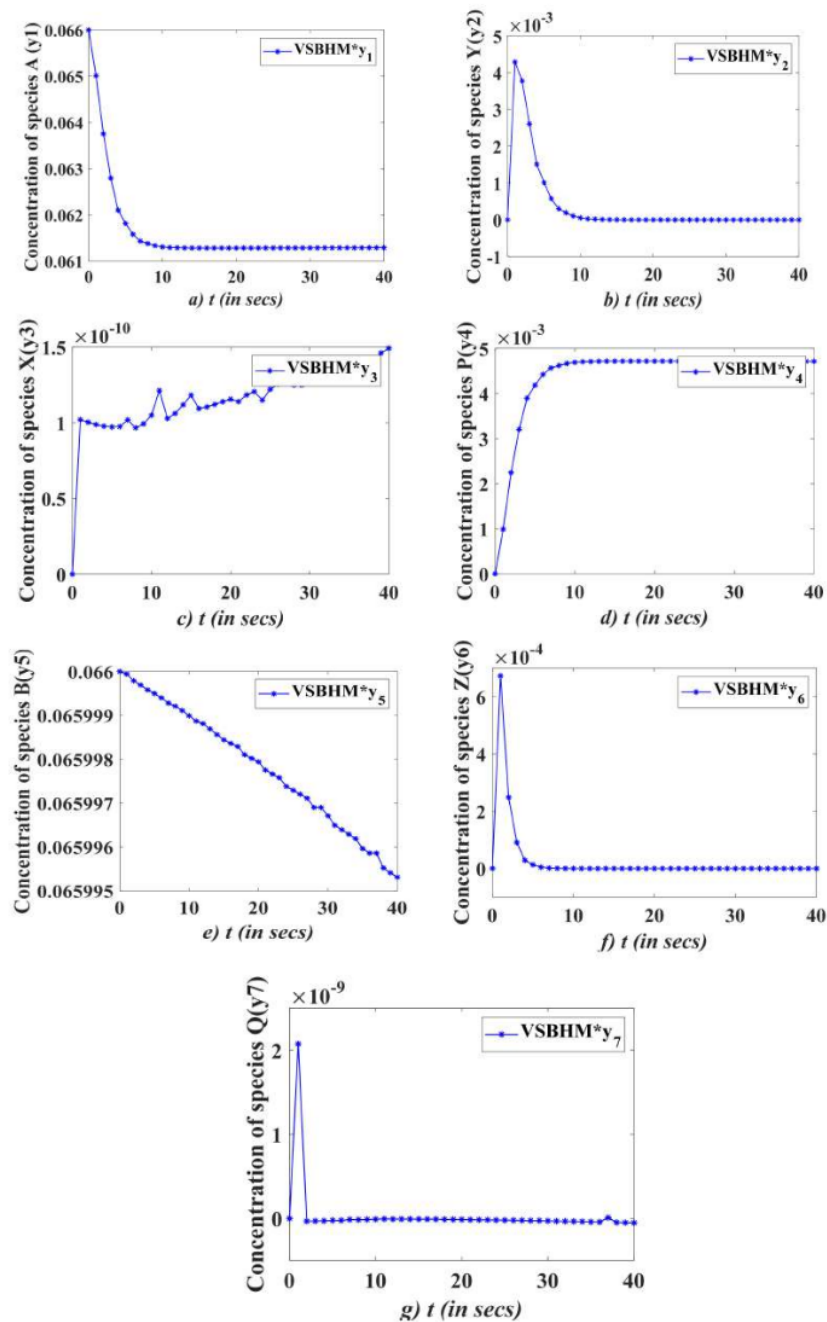 0.066
VSBHM*y1
0.065
0.064
0.063
0.062
0.061
0 10 20 30 40
Concentration of species A (y1)
a) t (in secs)
×10-3
5
VSBHM*y2
4
3
2
1
0
-1
0 10 20 30 40
Concentration of species Y(y2)
b) t (in secs)
×10-10
1.5
VSBHM*y3
1
0.5
0
0 10 20 30 40
Concentration of species X(y3)
c) t (in secs)
×10-3
5
VSBHM*y4
4
3
2
1
0
0 10 20 30 40
Concentration of species P(y4)
d) t (in secs)
0.066
VSBHM*y5
0.065999
0.065998
0.065997
0.065996
0.065995
0 10 20 30 40
Concentration of species B(y5)
e) t (in secs)
×10-4
6
VSBHM*y6
4
2
0
0 10 20 30 40
Concentration of species Z(y6)
f) t (in secs)
×10-9
VSBHM*y7
2
1
0
0 10 20 30 40
Concentration of species Q(y7)
g) t (in secs)